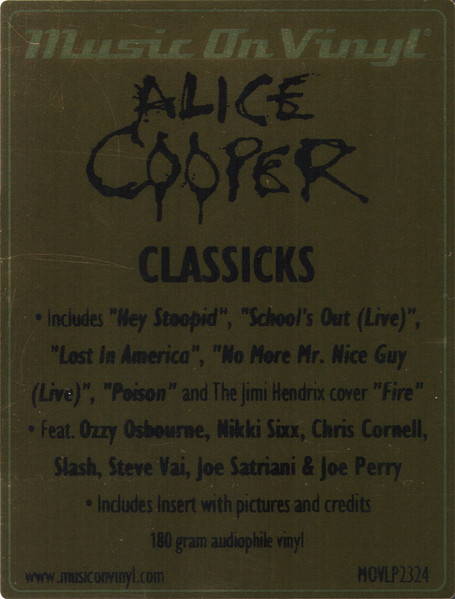 Music On Vinyl®
ALICE
COOPER
CLASSICKS
• Includes "Hey Stoopid", "School's Out (Live)",
"Lost In America", "No More Mr. Nice Guy
(Live)", "Poison" and The Jimi Hendrix cover "Fire"
• Feat. Ozzy Osbourne, Nikki Sixx, Chris Cornell,
Slash, Steve Vai, Joe Satriani & Joe Perry
• Includes Insert with pictures and credits
180 gram audiophile vinyl
www.musiconvinyl.com MOVLP2324